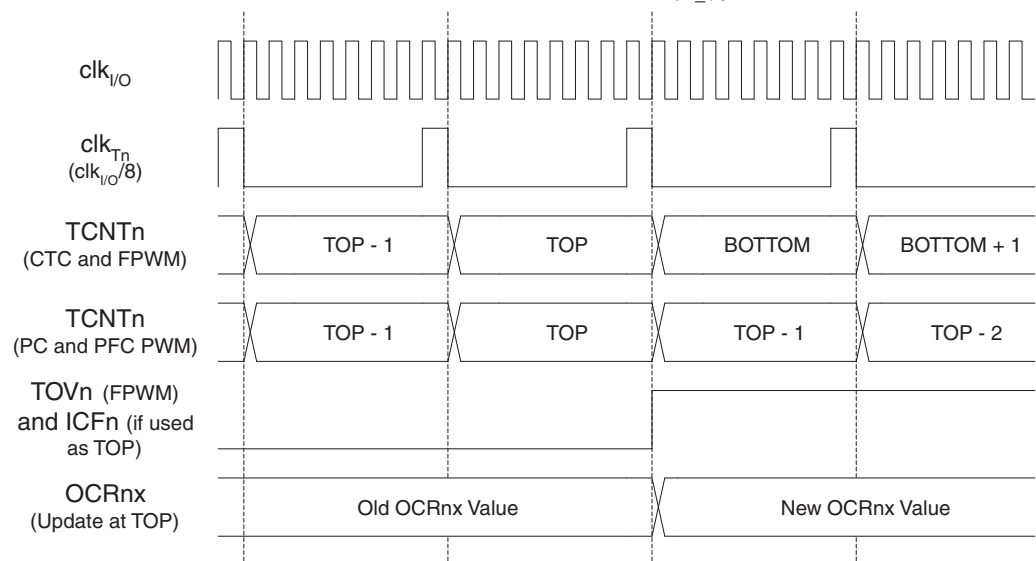 clkI/O
clkTn
(clkI/O/8)
TCNTn
(CTC and FPWM)
TOP - 1 TOP BOTTOM BOTTOM + 1
TCNTn
(PC and PFC PWM)
TOP - 1 TOP TOP - 1 TOP - 2
TOVn (FPWM)
and ICFn (if used
as TOP)
OCRnx
(Update at TOP)
Old OCRnx Value New OCRnx Value